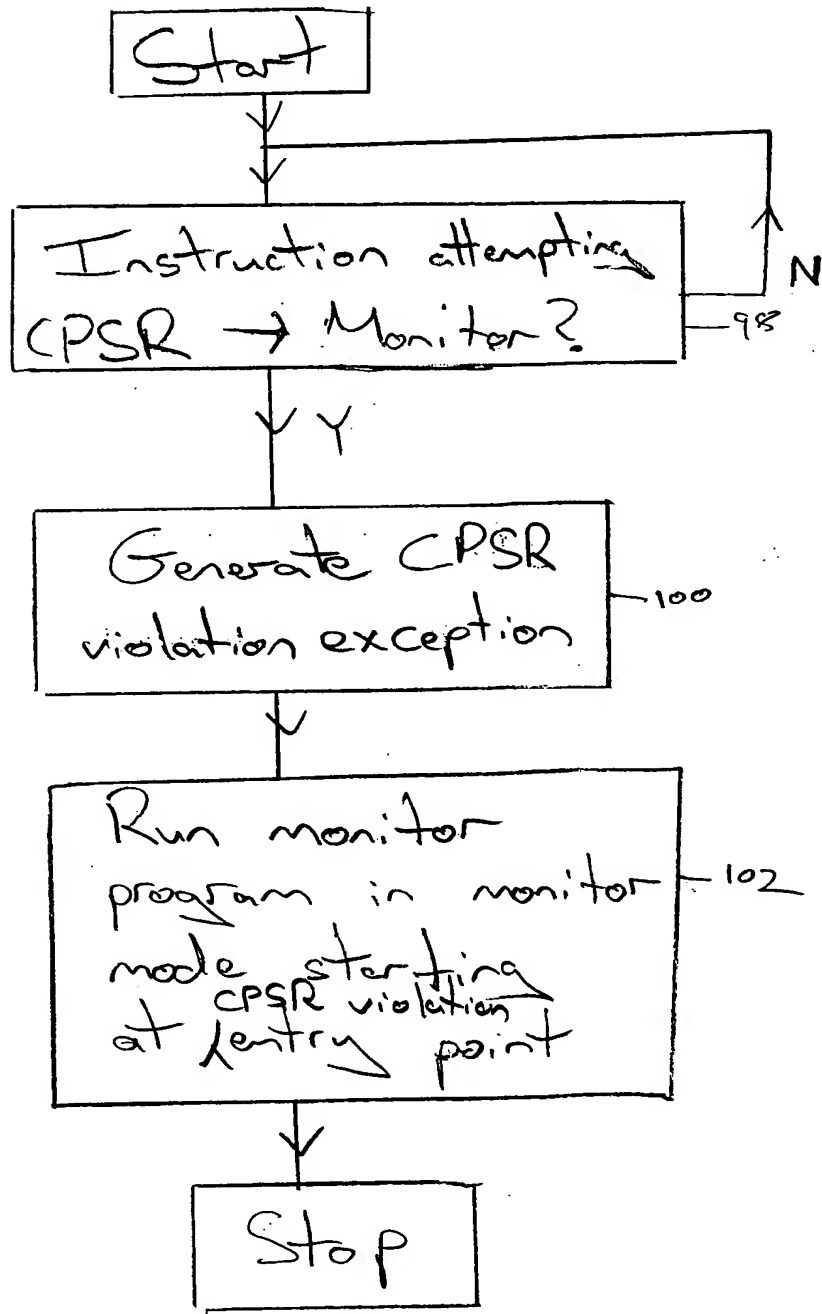 Start
Instruction attempting
N
CPSR → Monitor?
98
Y
Generate CPSR
100
violation exception
Run monitor
program in monitor
102
mode starting
CPSR violation
at entry point
Stop